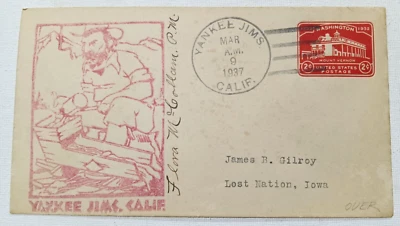 YANKEE JIMS, CALIF.
Flora McCollam. P.M
YANKEE JIMS
MAR
A.M.
9
1937
CALIF.
WASHINGTON 1932
MOUNT VERNON
2¢ 2¢
UNITED STATES
POSTAGE
James B. Gilroy
Lost Nation, Iowa
OVER